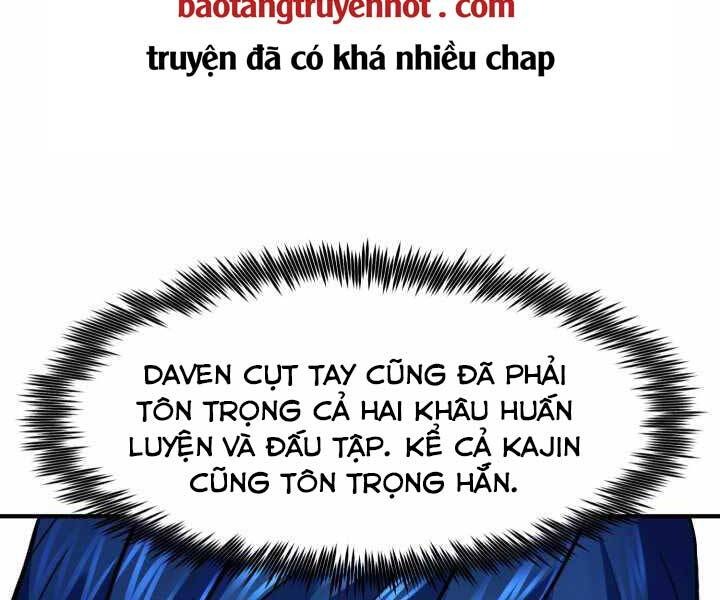 baotangtruyenhot . com
truyện đã có khá nhiều chap
DAVEN CỤT TAY CŨNG ĐÃ PHẢI
TÔN TRỌNG CẢ HAI KHÂU HUẤN
LUYỆN VÀ ĐẤU TẬP. KỂ CẢ KAJIN
CŨNG TÔN TRỌNG HẮN.